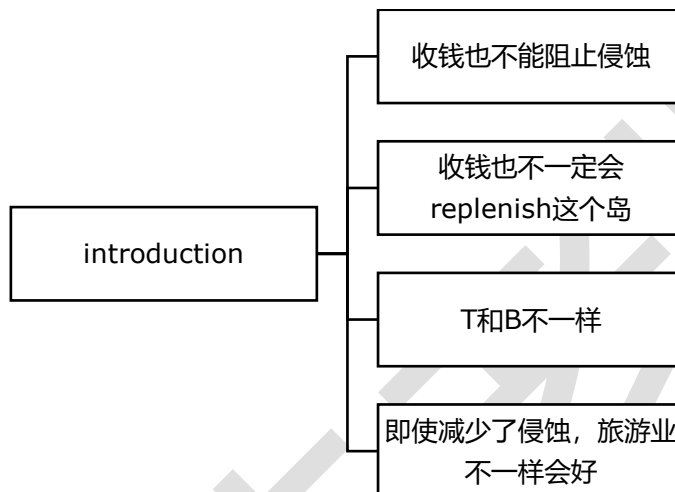 收钱也不能阻止侵蚀
收钱也不一定会
replenish这个岛
introduction
T和B不一样
即使减少了侵蚀，旅游业
不一样会好